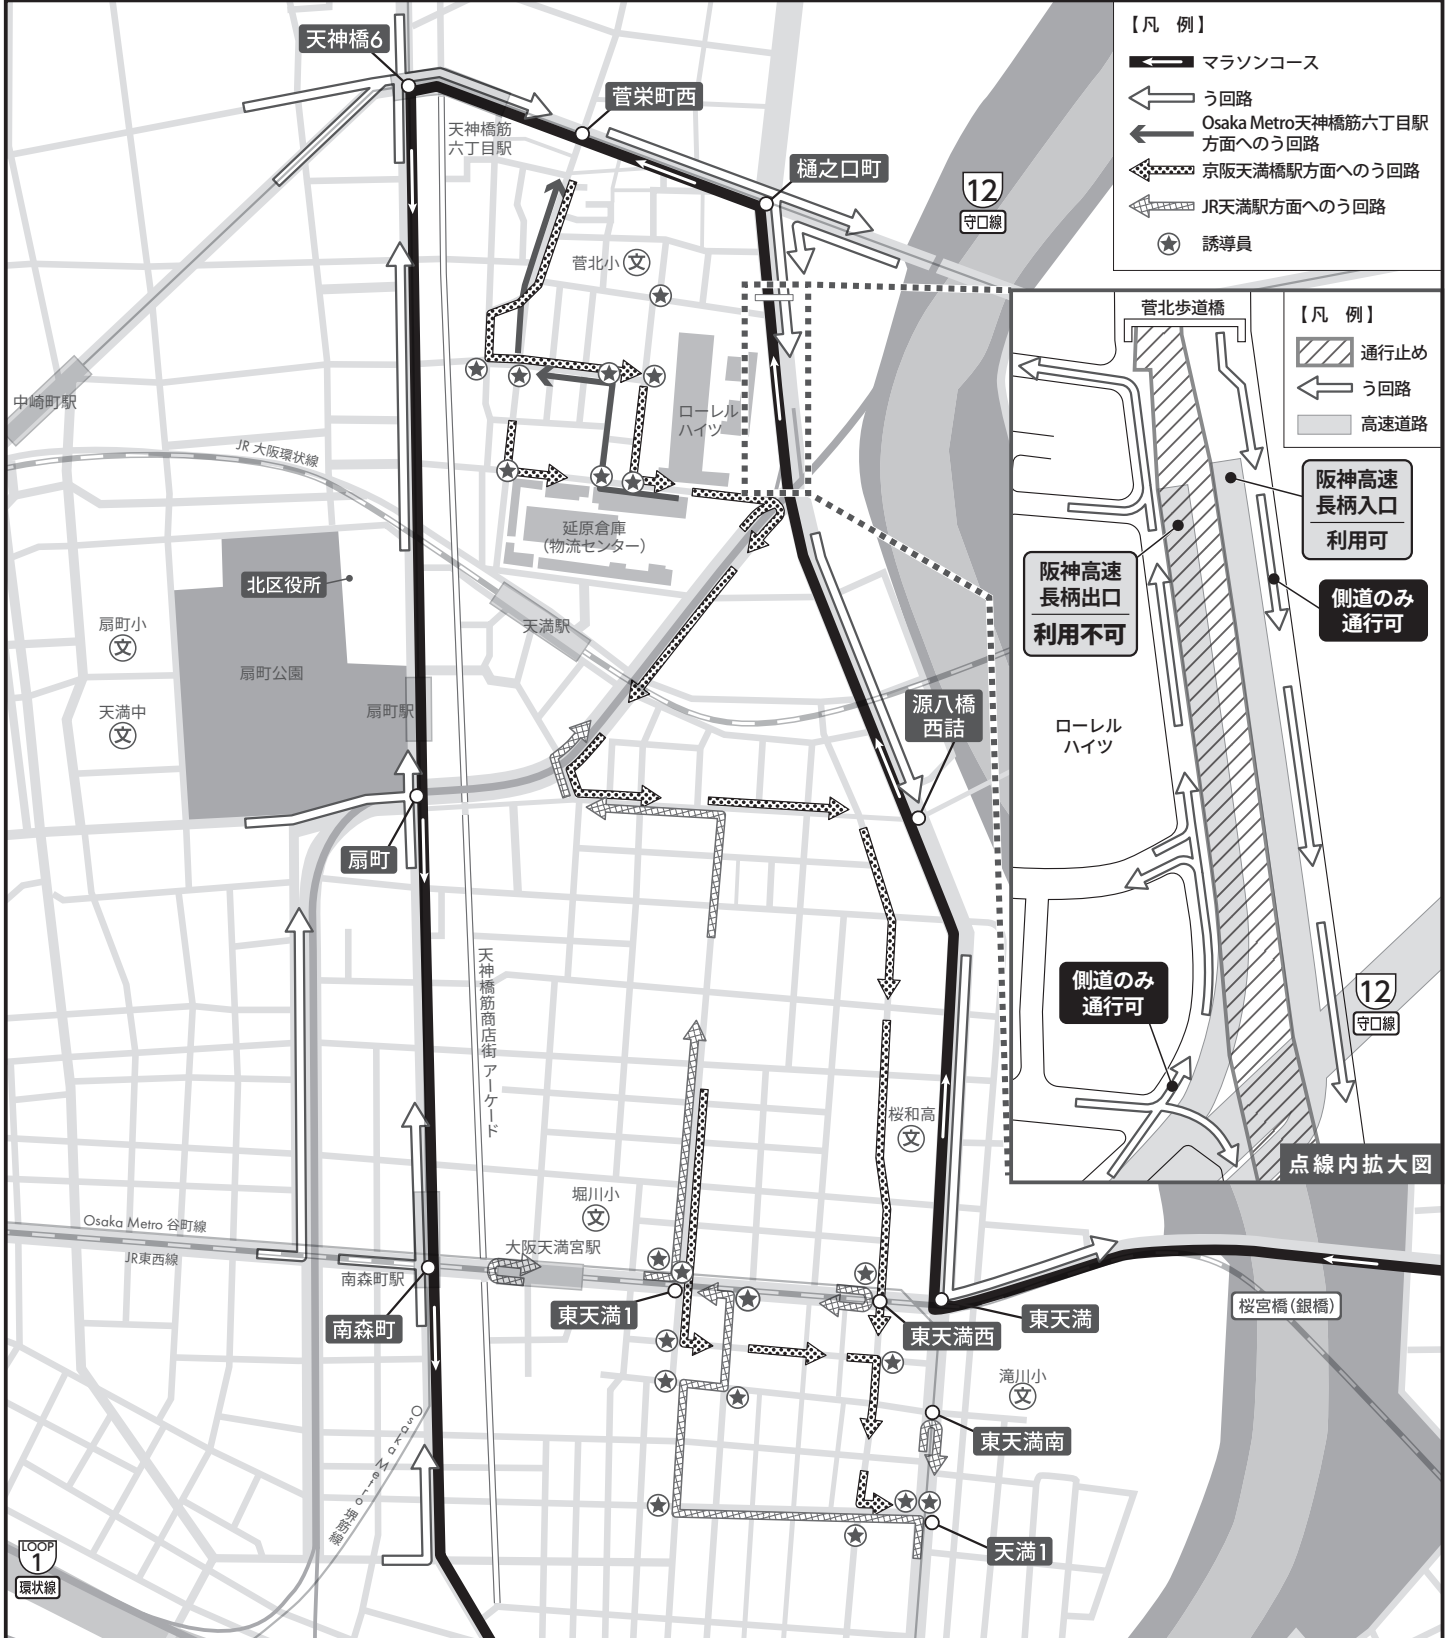 天神橋6
菅栄町西
樋之口町
天神橋筋
六丁目駅
12
守口線
【凡 例】
マラソンコース
う回路
Osaka Metro天神橋筋六丁目駅
方面へのう回路
京阪天満橋駅方面へのう回路
JR天満駅方面へのう回路
誘導員
菅北小 文
中崎町駅
JR 大阪環状線
ローレル
ハイツ
延原倉庫
(物流センター)
北区役所
天満駅
扇町小
文
扇町公園
天満中
文
扇町駅
源八橋
西詰
扇町
天神橋筋商店街 アーケード
桜和高
文
堀川小
文
Osaka Metro 谷町線
JR東西線
大阪天満宮駅
南森町駅
南森町
東天満1
東天満西
東天満
桜宮橋(銀橋)
滝川小
文
東天満南
天満1
Osaka Metro 堺筋線
LOOP
1
環状線
菅北歩道橋
【凡 例】
通行止め
う回路
高速道路
阪神高速
長柄入口
利用可
阪神高速
長柄出口
利用不可
側道のみ
通行可
ローレル
ハイツ
側道のみ
通行可
12
守口線
点線内拡大図